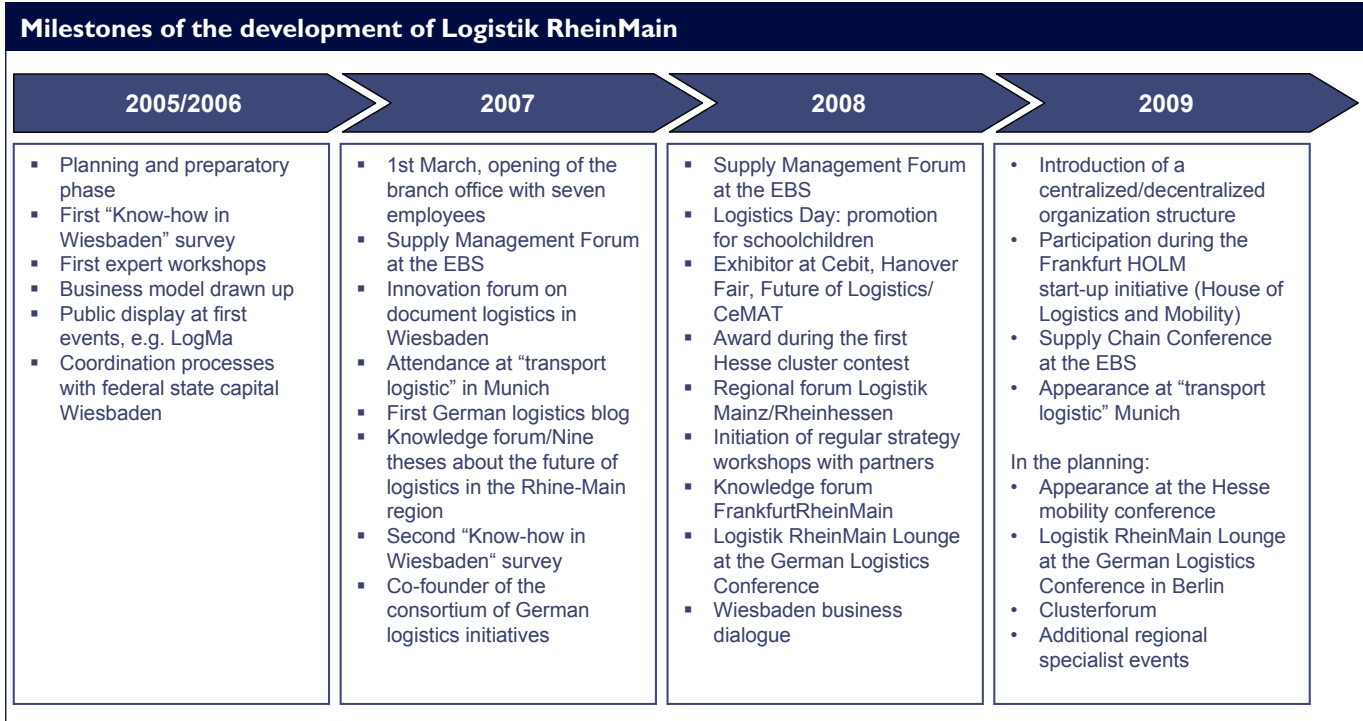 Milestones of the development of Logistik RheinMain
2005/2006
▪ Planning and preparatory
phase
▪ First “Know-how in
Wiesbaden” survey
▪ First expert workshops
▪ Business model drawn up
▪ Public display at first
events, e.g. LogMa
▪ Coordination processes
with federal state capital
Wiesbaden
2007
▪ 1st March, opening of the
branch office with seven
employees
▪ Supply Management Forum
at the EBS
▪ Innovation forum on
document logistics in
Wiesbaden
▪ Attendance at “transport
logistic” in Munich
▪ First German logistics blog
▪ Knowledge forum/Nine
theses about the future of
logistics in the Rhine-Main
region
▪ Second “Know-how in
Wiesbaden“ survey
▪ Co-founder of the
consortium of German
logistics initiatives
2008
▪ Supply Management Forum
at the EBS
▪ Logistics Day: promotion
for schoolchildren
▪ Exhibitor at Cebit, Hanover
Fair, Future of Logistics/
CeMAT
▪ Award during the first
Hesse cluster contest
▪ Regional forum Logistik
Mainz/Rheinhessen
▪ Initiation of regular strategy
workshops with partners
▪ Knowledge forum
FrankfurtRheinMain
▪ Logistik RheinMain Lounge
at the German Logistics
Conference
▪ Wiesbaden business
dialogue
2009
• Introduction of a
centralized/decentralized
organization structure
• Participation during the
Frankfurt HOLM
start-up initiative (House of
Logistics and Mobility)
• Supply Chain Conference
at the EBS
• Appearance at “transport
logistic” Munich
In the planning:
• Appearance at the Hesse
mobility conference
• Logistik RheinMain Lounge
at the German Logistics
Conference in Berlin
• Clusterforum
• Additional regional
specialist events